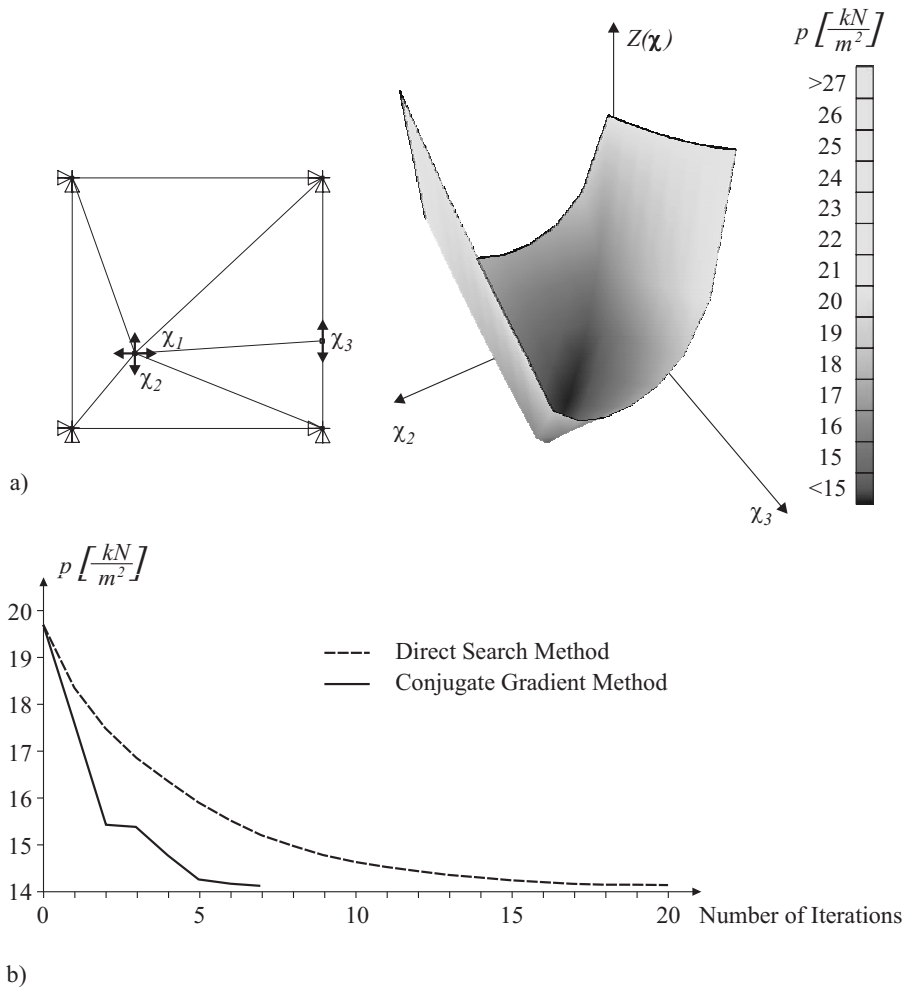 Z(χ)
p [kN/m²]
>27
26
25
24
23
22
21
20
19
18
17
16
15
<15
χ1
χ2
χ3
χ2
χ3
a)
p [kN/m²]
20
19
18
17
16
15
14
Direct Search Method
Conjugate Gradient Method
0 5 10 15 20 Number of Iterations
b)